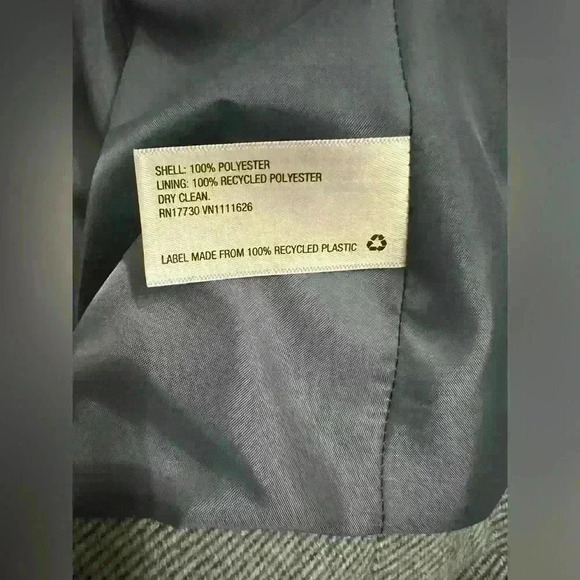 SHELL: 100% POLYESTER
LINING: 100% RECYCLED POLYESTER
DRY CLEAN.
RN17730 VN1111626
LABEL MADE FROM 100% RECYCLED PLASTIC